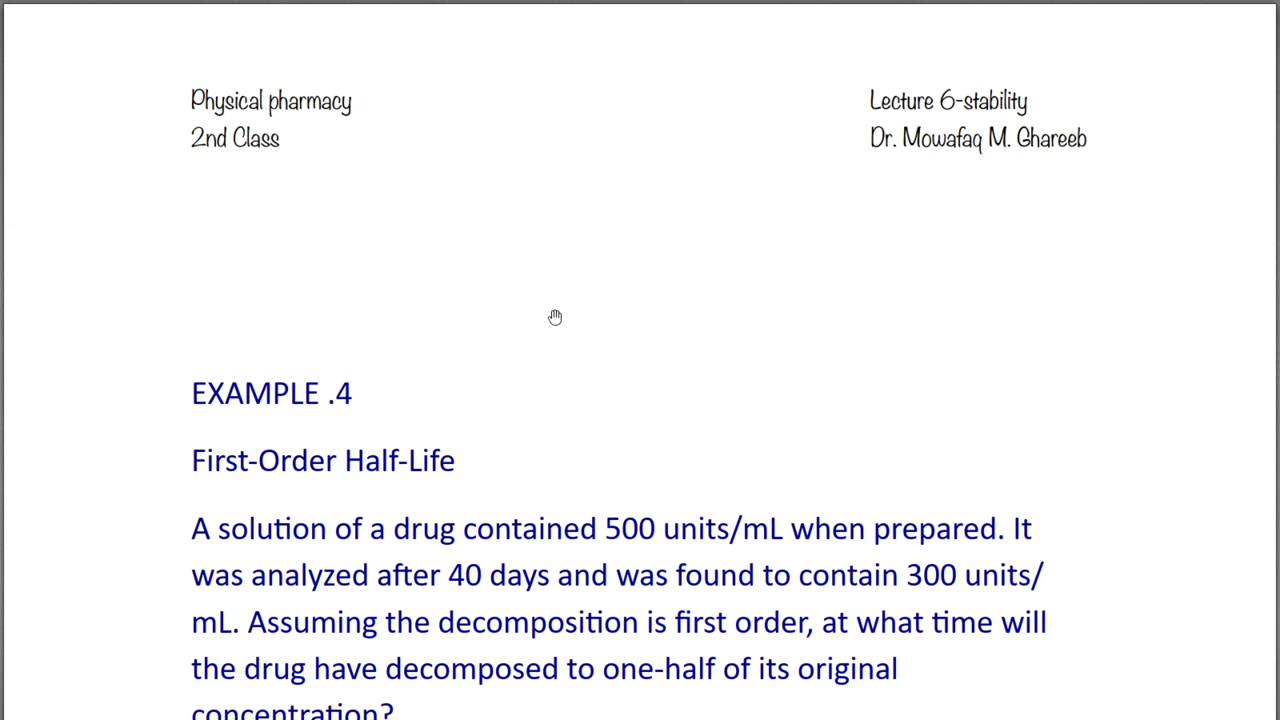 Physical pharmacy
Lecture 6-stability
2nd Class
Dr. Mowafaq M. Ghareeb
EXAMPLE .4
First-Order Half-Life
A solution of a drug contained 500 units/mL when prepared. It
was analyzed after 40 days and was found to contain 300 units/
mL. Assuming the decomposition is first order, at what time will
the drug have decomposed to one-half of its original
concentration?